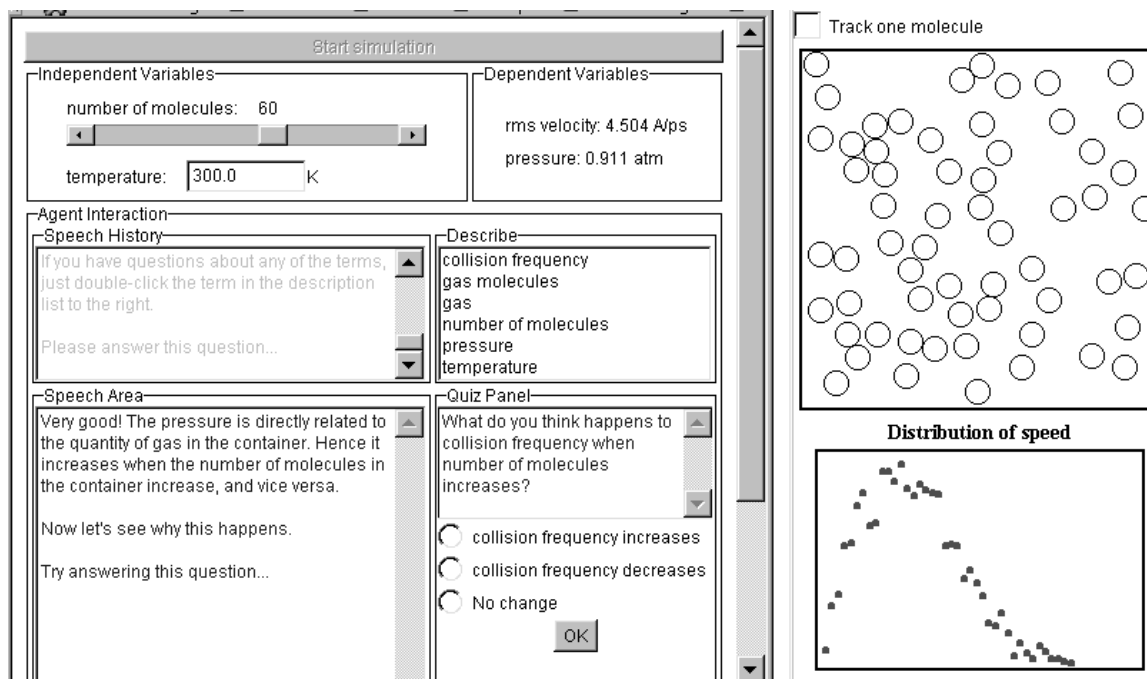 Start simulation
Independent Variables
number of molecules: 60
temperature: 300.0 K
Dependent Variables
rms velocity: 4.504 A/ps
pressure: 0.911 atm
Agent Interaction
Speech History
If you have questions about any of the terms,
just double-click the term in the description
list to the right.
Please answer this question...
Describe
collision frequency
gas molecules
gas
number of molecules
pressure
temperature
Speech Area
Very good! The pressure is directly related to
the quantity of gas in the container. Hence it
increases when the number of molecules in
the container increase, and vice versa.
Now let's see why this happens.
Try answering this question...
Quiz Panel
What do you think happens to
collision frequency when
number of molecules
increases?
collision frequency increases
collision frequency decreases
No change
OK
Track one molecule
Distribution of speed